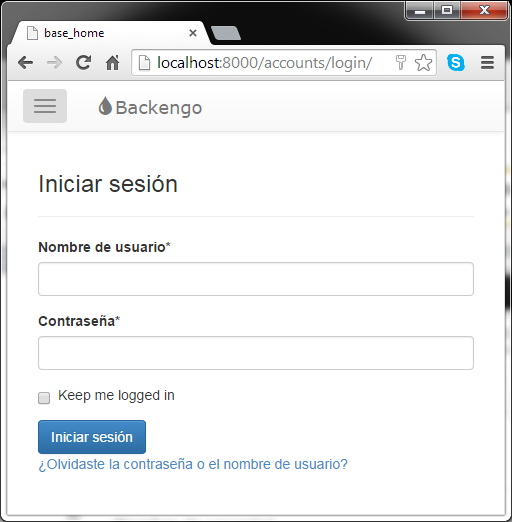 base_home
localhost:8000/accounts/login/
Backengo
Iniciar sesión
Nombre de usuario*
Contraseña*
Keep me logged in
Iniciar sesión
¿Olvidaste la contraseña o el nombre de usuario?